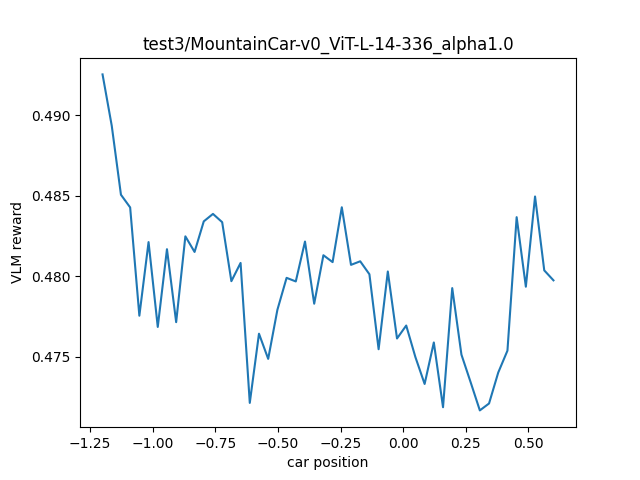 test3/MountainCar-v0_ViT-L-14-336_alpha1.0
0.490
0.485
0.480
0.475
VLM reward
−1.25 −1.00 −0.75 −0.50 −0.25 0.00 0.25 0.50
car position